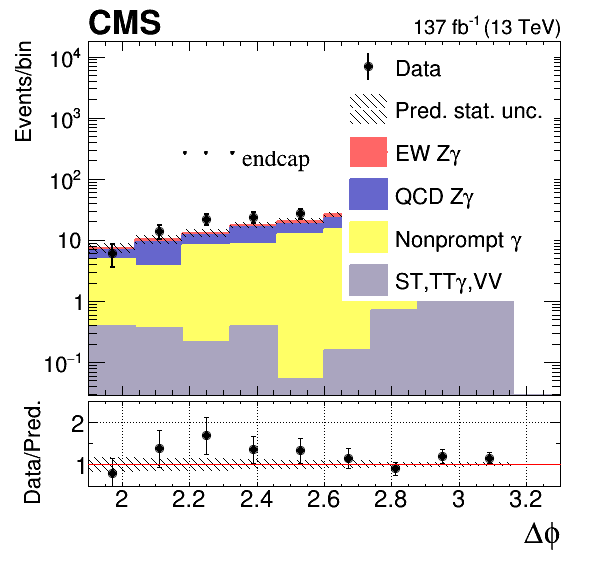 CMS 137 fb⁻¹ (13 TeV)
Events/bin
10⁴
10³
10²
10
1
10⁻¹
Data
Pred. stat. unc.
EW Zγ
QCD Zγ
Nonprompt γ
ST,TTγ,VV
endcap
Data/Pred.
2
1
2 2.2 2.4 2.6 2.8 3 3.2
Δϕ